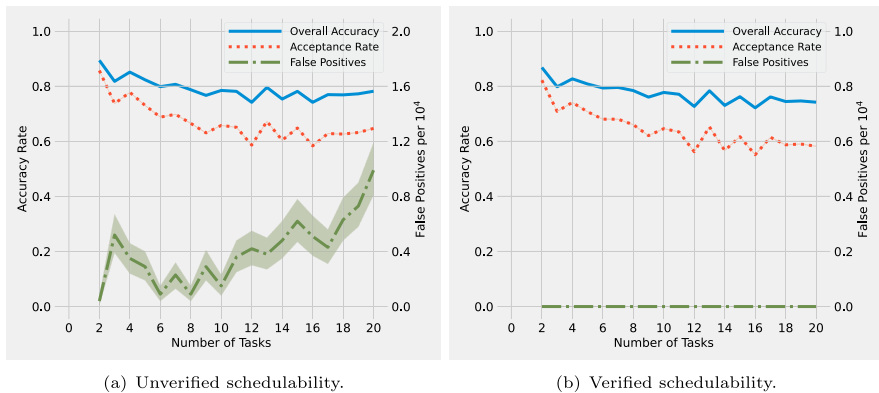 Overall Accuracy
Acceptance Rate
False Positives
1.0
0.8
0.6
0.4
0.2
0.0
Accuracy Rate
2.0
1.6
1.2
0.8
0.4
0.0
False Positives per 10⁴
0 2 4 6 8 10 12 14 16 18 20
Number of Tasks
(a) Unverified schedulability.
Overall Accuracy
Acceptance Rate
False Positives
1.0
0.8
0.6
0.4
0.2
0.0
Accuracy Rate
1.0
0.8
0.6
0.4
0.2
0.0
False Positives per 10⁴
0 2 4 6 8 10 12 14 16 18 20
Number of Tasks
(b) Verified schedulability.